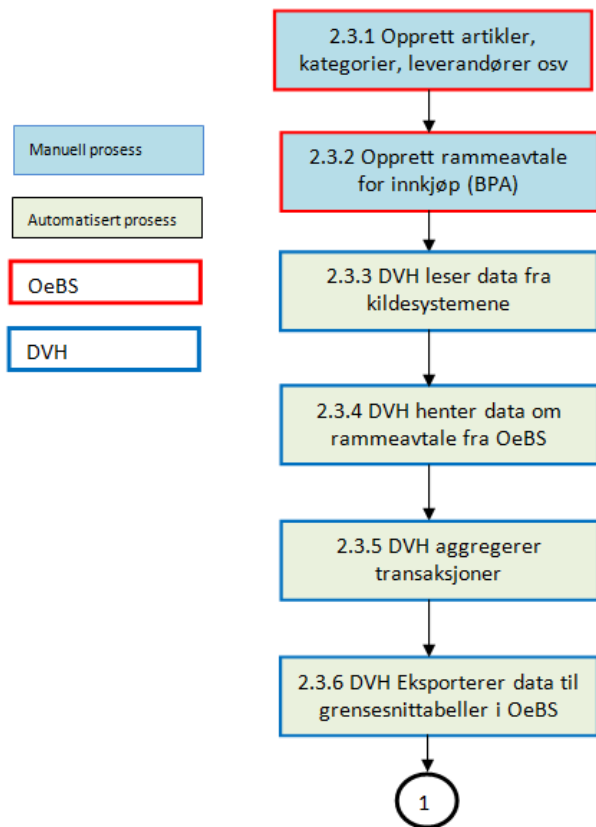 2.3.1 Opprett artikler,
kategorier, leverandører osv
Manuell prosess
2.3.2 Opprett rammeavtale
for innkjøp (BPA)
Automatisert prosess
OeBS
2.3.3 DVH leser data fra
kildesystemene
DVH
2.3.4 DVH henter data om
rammeavtale fra OeBS
2.3.5 DVH aggregerer
transaksjoner
2.3.6 DVH Eksporterer data til
grensesnittabeller i OeBS
1